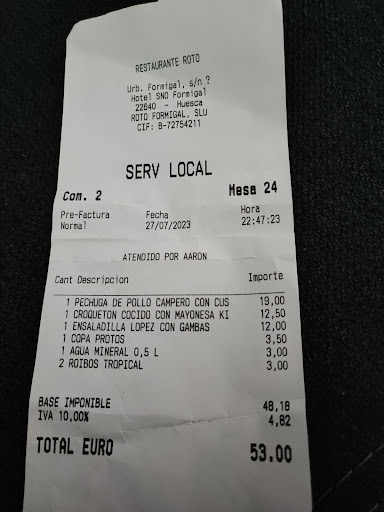 RESTAURANTE ROTO
Urb. Formigal, s/n ?
Hotel SNO Formigal
22640 - Huesca
ROTO FORMIGAL, SLU
CIF: B-72754211
SERV LOCAL
Com. 2 Mesa 24
Pre-Factura Fecha Hora
Normal 27/07/2023 22:47:23
ATENDIDO POR AARON
Cant Descripcion Importe
1 PECHUGA DE POLLO CAMPERO CON CUS 19,00
1 CROQUETON COCIDO CON MAYONESA KI 12,50
1 ENSALADILLA LOPEZ CON GAMBAS 12,00
1 COPA PROTOS 3,50
1 AGUA MINERAL 0,5 L 3,00
2 ROIBOS TROPICAL 3,00
BASE IMPONIBLE 48,18
IVA 10,00% 4,82
TOTAL EURO 53.00